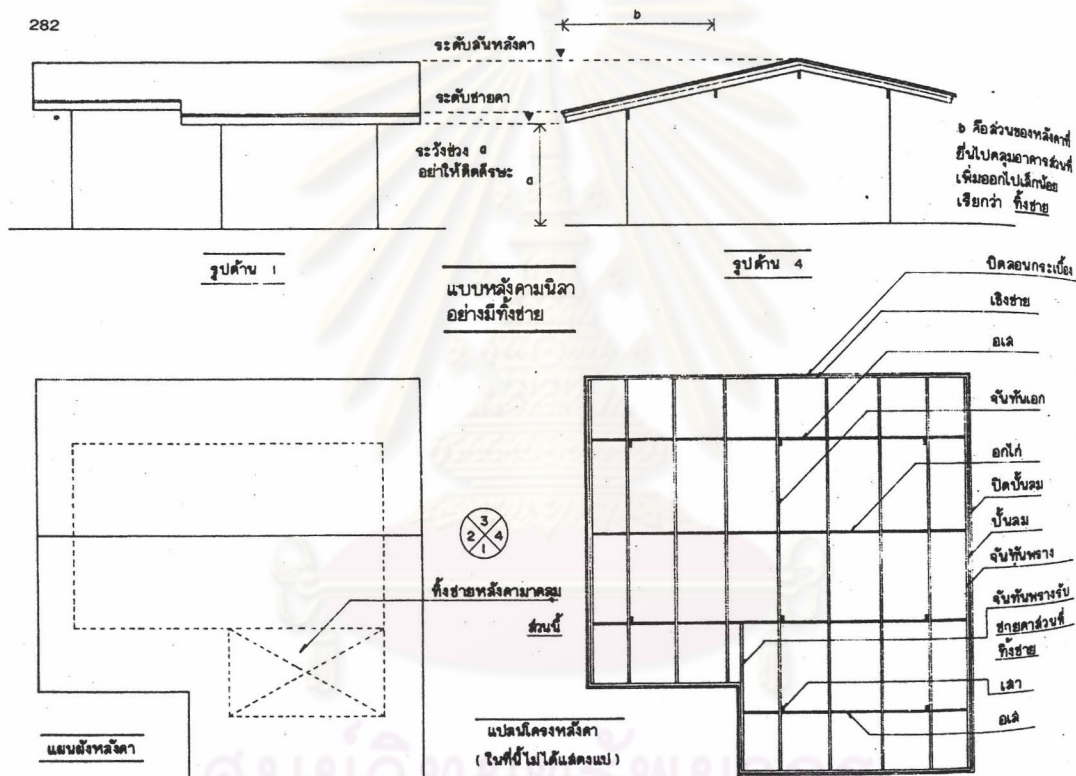 282
b
ระดับสันหลังคา
ระดับชายคา
ระวังช่วง a
อย่าให้ติดศีรษะ
a
b คือส่วนของหลังคาที่
ยื่นไปคลุมอาคารส่วนที่
เพิ่มออกไปเล็กน้อย
เรียกว่า ทิ้งชาย
รูปด้าน 1
รูปด้าน 4
แบบหลังคามนิลา
อย่างมีทิ้งชาย
ปิดลอนกระเบื้อง
เชิงชาย
อเส
จันทันเอก
อกไก่
ปิดปั้นลม
ปั้นลม
จันทันพราง
จันทันพรางรับ
ชายคาส่วนที่
ทิ้งชาย
เสา
อเส
3
2 4
1
ทิ้งชายหลังคามาคลุม
ส่วนนี้
แผนผังหลังคา
แปลนโครงหลังคา
( ในที่นี้ไม่ได้แสดงแป )